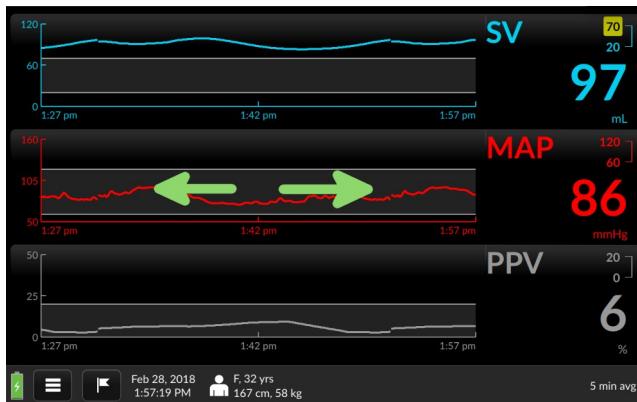 120
60
0
1:27 pm
1:42 pm
1:57 pm
SV
70
20
97
mL
160
105
50
1:27 pm
1:42 pm
1:57 pm
MAP
120
60
86
mmHg
50
25
0
1:27 pm
1:42 pm
1:57 pm
PPV
20
0
6
%
Feb 28, 2018
1:57:19 PM
F, 32 yrs
167 cm, 58 kg
5 min avg